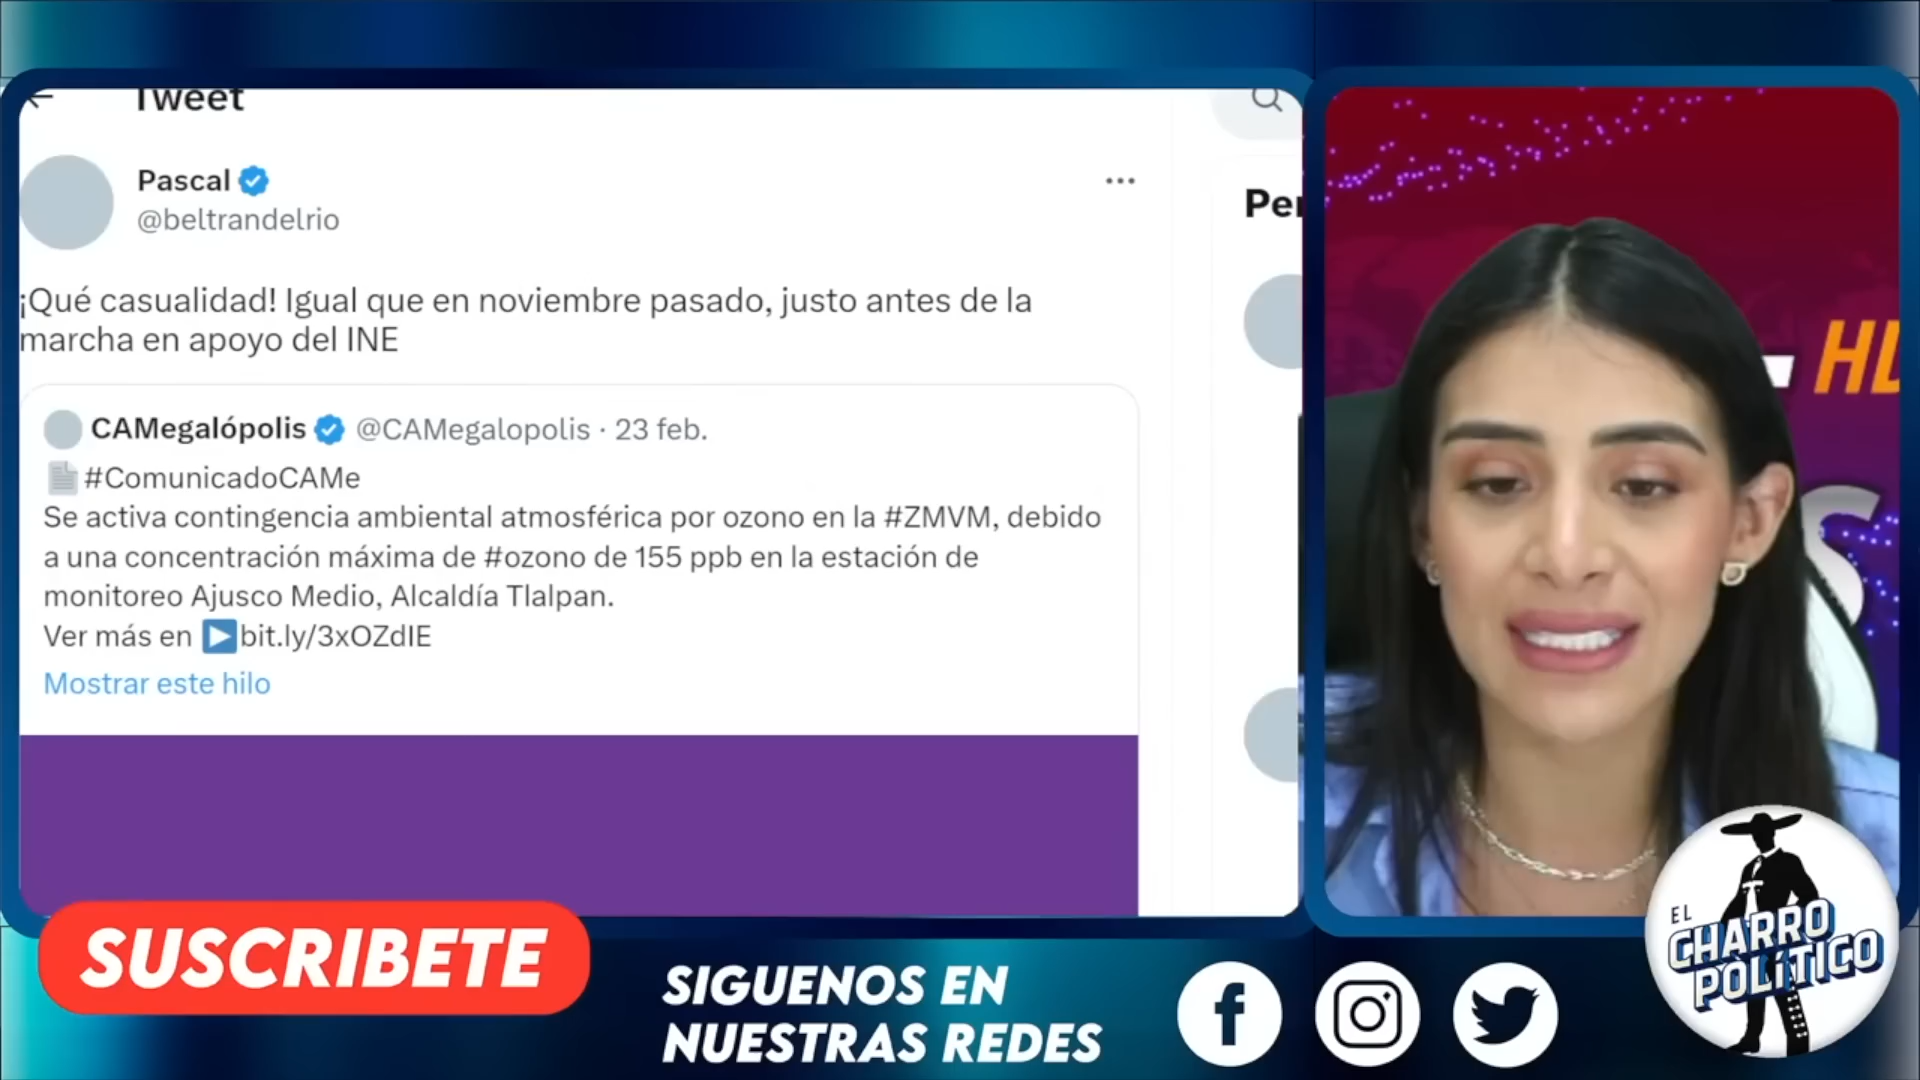 Tweet
Pascal
@beltrandelrio
¡Qué casualidad! Igual que en noviembre pasado, justo antes de la
marcha en apoyo del INE
CAMegalópolis @CAMegalopolis · 23 feb.
#ComunicadoCAMe
Se activa contingencia ambiental atmosférica por ozono en la #ZMVM, debido
a una concentración máxima de #ozono de 155 ppb en la estación de
monitoreo Ajusco Medio, Alcaldía Tlalpan.
Ver más en bit.ly/3xOZdIE
Mostrar este hilo
Per
HL
S
SUSCRIBETE
SIGUENOS EN
NUESTRAS REDES
EL
CHARRO
POLÍTICO